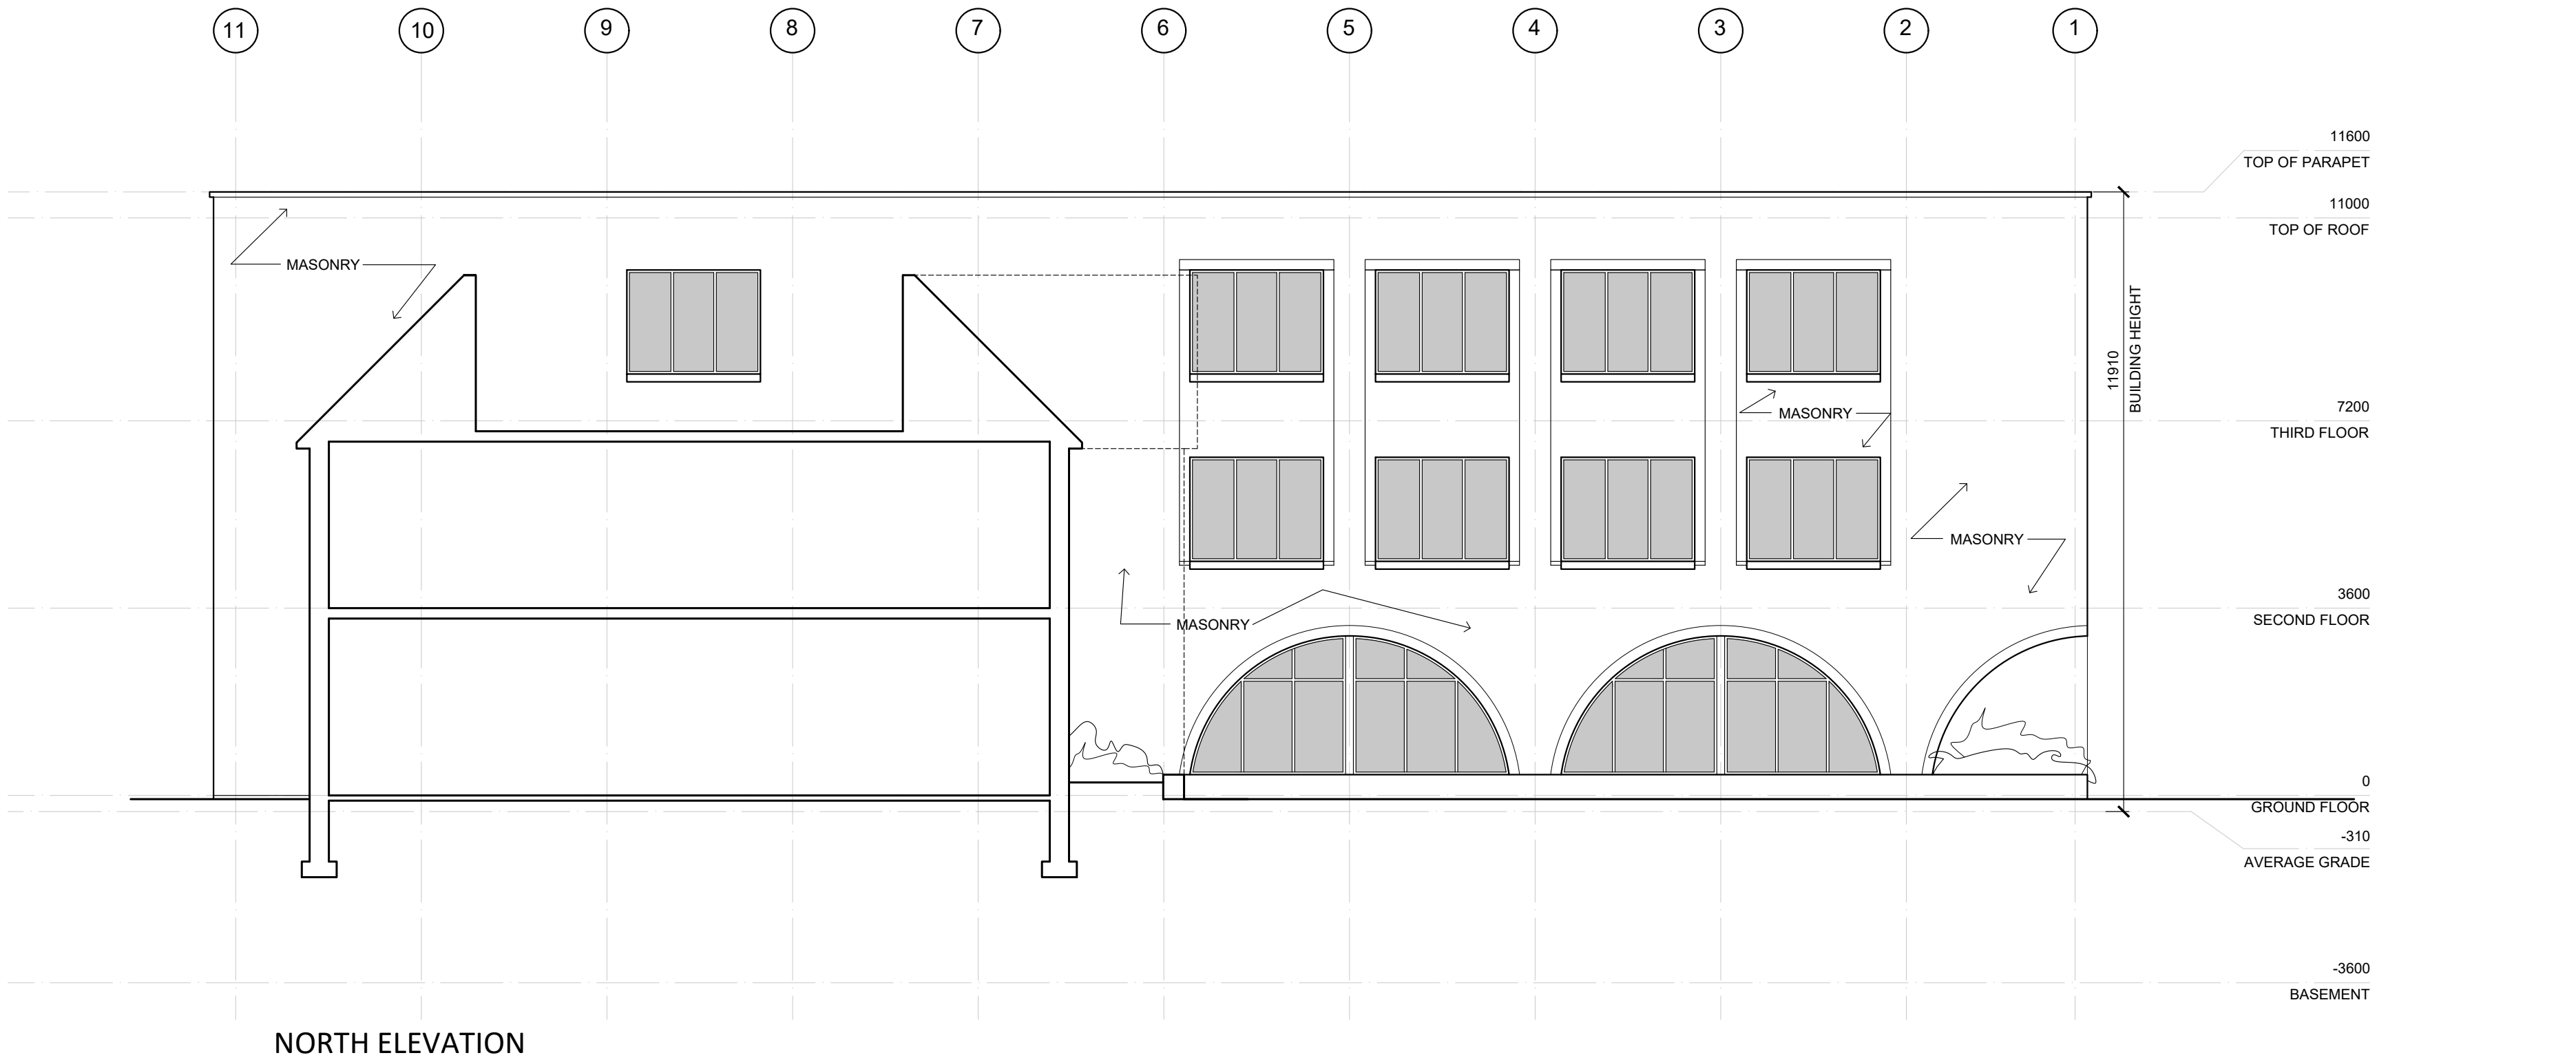 11
10
9
8
7
6
5
4
3
2
1
11600
TOP OF PARAPET
11000
TOP OF ROOF
MASONRY
11910
BUILDING HEIGHT
7200
THIRD FLOOR
MASONRY
MASONRY
3600
SECOND FLOOR
MASONRY
0
GROUND FLOOR
-310
AVERAGE GRADE
-3600
BASEMENT
NORTH ELEVATION